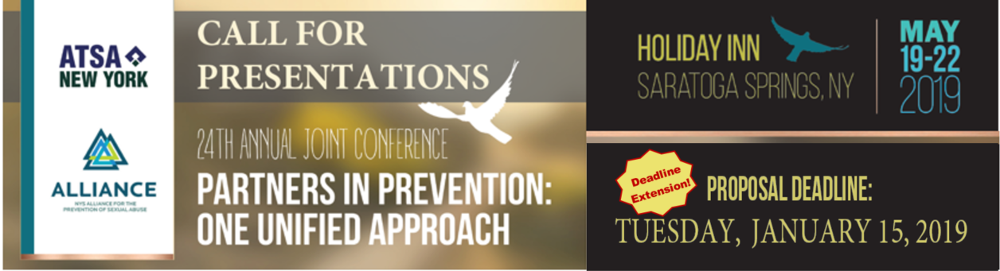 ATSA
NEW YORK
ALLIANCE
NYS ALLIANCE FOR THE
PREVENTION OF SEXUAL ABUSE
CALL FOR
PRESENTATIONS
24TH ANNUAL JOINT CONFERENCE
PARTNERS IN PREVENTION:
ONE UNIFIED APPROACH
HOLIDAY INN
SARATOGA SPRINGS, NY
MAY
19-22
2019
Deadline
Extension!
PROPOSAL DEADLINE:
TUESDAY, JANUARY 15, 2019